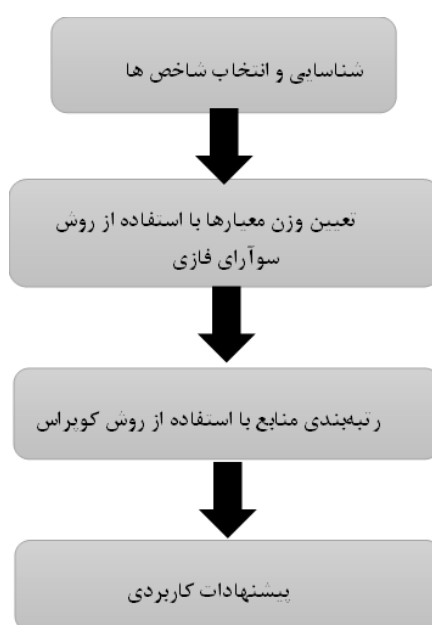 شناسایی و انتخاب شاخص ها
تعیین وزن معیارها با استفاده از روش
سوآرای فازی
رتبه‌بندی منابع با استفاده از روش کوپراس
پیشنهادات کاربردی